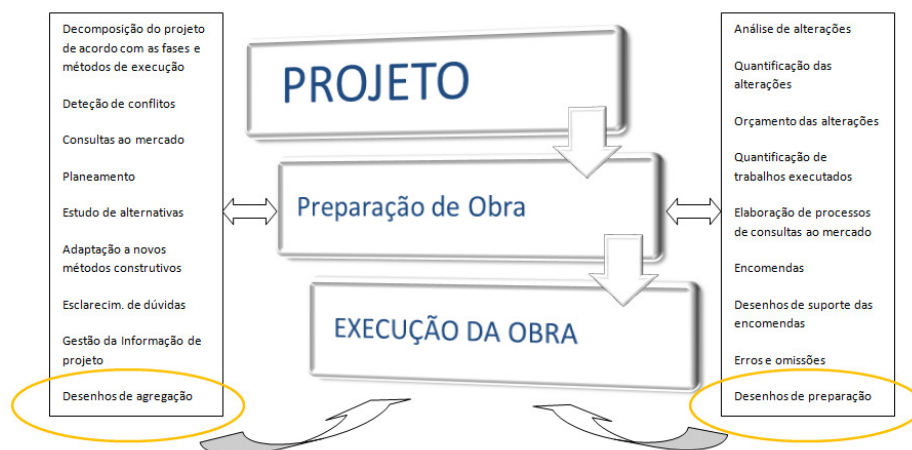 Decomposição do projeto
de acordo com as fases e
métodos de execução
Deteção de conflitos
Consultas ao mercado
Planeamento
Estudo de alternativas
Adaptação a novos
métodos construtivos
Esclarecim. de dúvidas
Gestão da Informação de
projeto
Desenhos de agregação
PROJETO
Preparação de Obra
EXECUÇÃO DA OBRA
Análise de alterações
Quantificação das
alterações
Orçamento das alterações
Quantificação de
trabalhos executados
Elaboração de processos
de consultas ao mercado
Encomendas
Desenhos de suporte das
encomendas
Erros e omissões
Desenhos de preparação